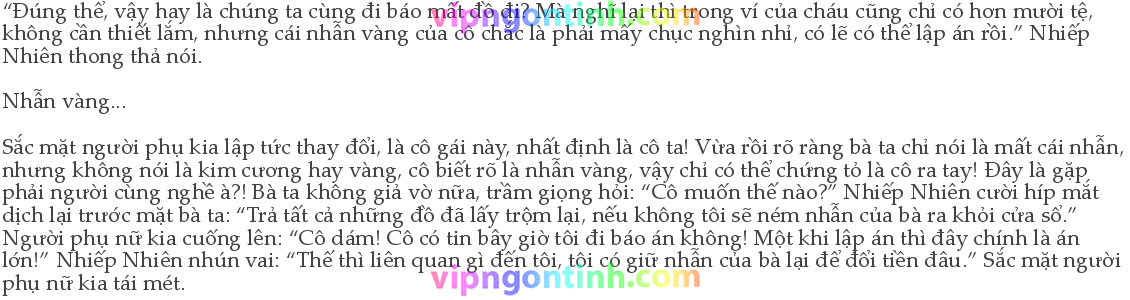 “Đúng thế, vậy hay là chúng ta cùng đi báo mất đồ đi? Mà nghĩ lại thì trong ví của cháu cũng chỉ có hơn mười tệ,
vipngontinh.com
không cần thiết lắm, nhưng cái nhẫn vàng của cô chắc là phải mấy chục nghìn nhỉ, có lẽ có thể lập án rồi.” Nhiếp
Nhiên thong thả nói.
Nhẫn vàng...
Sắc mặt người phụ kia lập tức thay đổi, là cô gái này, nhất định là cô ta! Vừa rồi rõ ràng bà ta chỉ nói là mất cái nhẫn,
nhưng không nói là kim cương hay vàng, cô biết rõ là nhẫn vàng, vậy chỉ có thể chứng tỏ là cô ra tay! Đây là gặp
phải người cùng nghề à?! Bà ta không giả vờ nữa, trầm giọng hỏi: “Cô muốn thế nào?” Nhiếp Nhiên cười híp mắt
dịch lại trước mặt bà ta: “Trả tất cả những đồ đã lấy trộm lại, nếu không tôi sẽ ném nhẫn của bà ra khỏi cửa sổ.”
Người phụ nữ kia cuống lên: “Cô dám! Cô có tin bây giờ tôi đi báo án không! Một khi lập án thì đây chính là án
lớn!” Nhiếp Nhiên nhún vai: “Thế thì liên quan gì đến tôi, tôi có giữ nhẫn của bà lại để đổi tiền đâu.” Sắc mặt người
vipngontinh.com
phụ nữ kia tái mét.